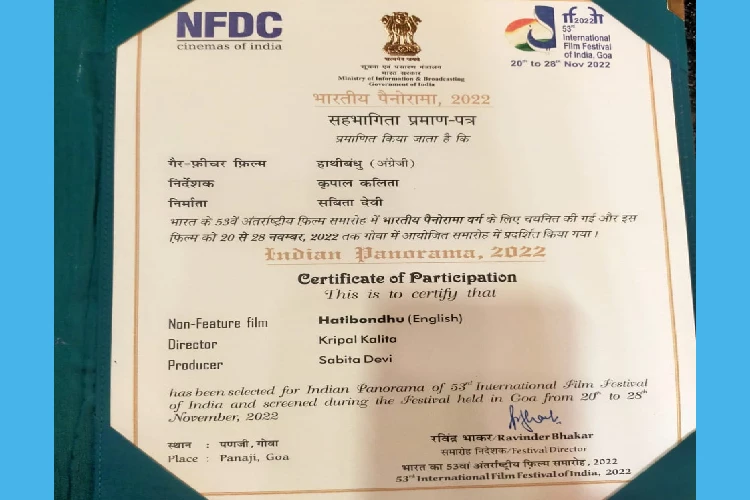 NFDC
cinemas of india
सत्यमेव जयते
सूचना एवं प्रसारण मंत्रालय
भारत सरकार
Ministry of Information & Broadcasting
Government of India
iffi 2022
53rd
International
Film Festival
of India, Goa
20th to 28th Nov 2022
भारतीय पैनोरामा, 2022
सहभागिता प्रमाण-पत्र
प्रमाणित किया जाता है कि
गैर-फ़ीचर फ़िल्म हाथीबंधु (अंग्रेजी)
निर्देशक कृपाल कलिता
निर्माता सबिता देवी
भारत के 53वें अंतर्राष्ट्रीय फ़िल्म समारोह में भारतीय पैनोरामा वर्ग के लिए चयनित की गई और इस
फ़िल्म को 20 से 28 नवम्बर, 2022 तक गोवा में आयोजित समारोह में प्रदर्शित किया गया।
Indian Panorama, 2022
Certificate of Participation
This is to certify that
Non-Feature film Hatibondhu (English)
Director Kripal Kalita
Producer Sabita Devi
has been selected for Indian Panorama of 53rd International Film Festival
of India and screened during the Festival held in Goa from 20th to 28th
November, 2022
स्थान : पणजी, गोवा
Place : Panaji, Goa
रविंद्र भाकर/Ravinder Bhakar
समारोह निदेशक/Festival Director
भारत का 53वां अंतर्राष्ट्रीय फ़िल्म समारोह, 2022
53rd International Film Festival of India, 2022